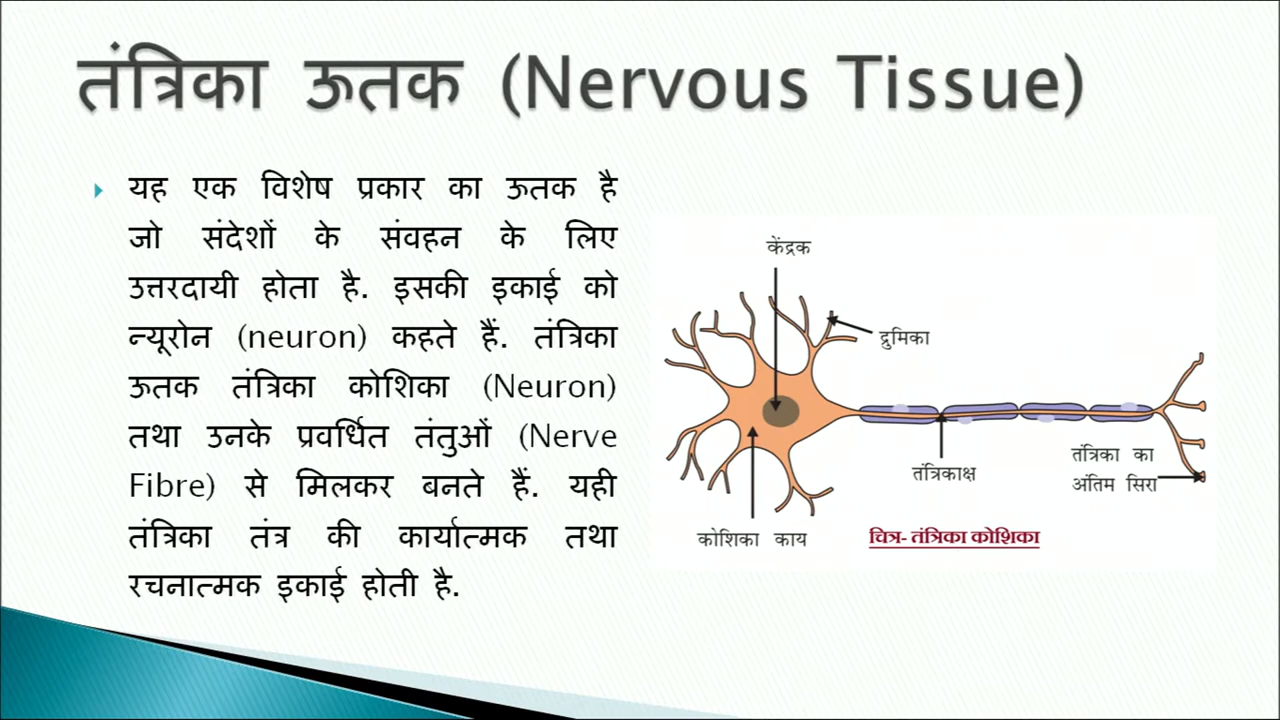 तंत्रिका ऊतक (Nervous Tissue)
यह एक विशेष प्रकार का ऊतक है
जो संदेशों के संवहन के लिए
उत्तरदायी होता है. इसकी इकाई को
न्यूरोन (neuron) कहते हैं. तंत्रिका
ऊतक तंत्रिका कोशिका (Neuron)
तथा उनके प्रवर्धित तंतुओं (Nerve
Fibre) से मिलकर बनते हैं. यही
तंत्रिका तंत्र की कार्यात्मक तथा
रचनात्मक इकाई होती है.
केंद्रक
द्रुमिका
तंत्रिकाक्ष
तंत्रिका का
अंतिम सिरा
कोशिका काय
चित्र- तंत्रिका कोशिका